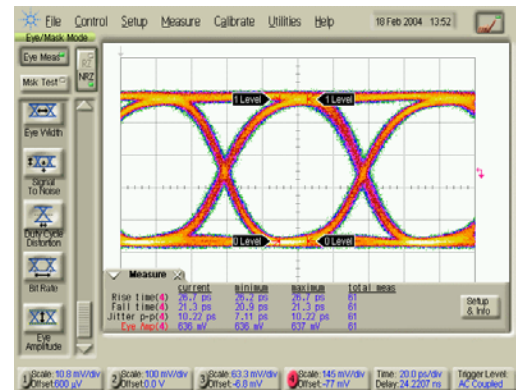 File Control Setup Measure Calibrate Utilities Help 18 Feb 2004 13:52
Eye/Mask Mode
Eye Meas
NRZ
Msk Test
Eye Width
Signal To Noise
Duty Cycle Distortion
Bit Rate
Eye Amplitude
1 Level 1 Level
0 Level 0 Level
Measure
current minimum maximum total meas
Rise time(4) 26.7 ps 26.2 ps 26.7 ps 61
Fall time(4) 21.3 ps 20.9 ps 21.3 ps 61
Jitter p-p(4) 10.22 ps 7.11 ps 10.22 ps 61
Eye Amp(4) 636 mV 636 mV 637 mV 61
Setup & Info
1 Scale: 10.8 mV/div 2 Scale: 100 mV/div 3 Scale: 63.3 mV/div 4 Scale: 145 mV/div Time: 20.0 ps/div Trigger Level:
Offset: 600 µV Offset: 0.0 V Offset: -6.8 mV Offset: -77 mV Delay: 24.2207 ns AC Coupled